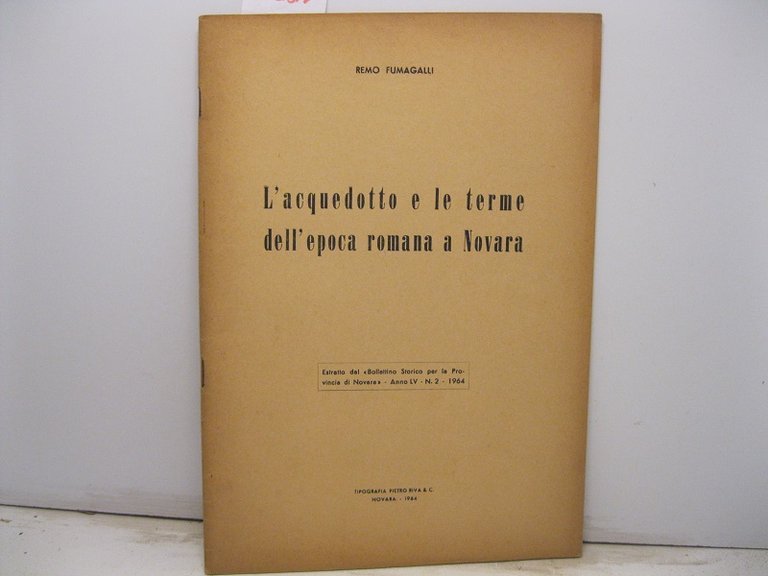 REMO FUMAGALLI
L'acquedotto e le terme
dell'epoca romana a Novara
Estratto dal «Bollettino Storico per la Pro-
vincia di Novara» - Anno LV - N. 2 - 1964
TIPOGRAFIA PIETRO RIVA & C.
NOVARA - 1964